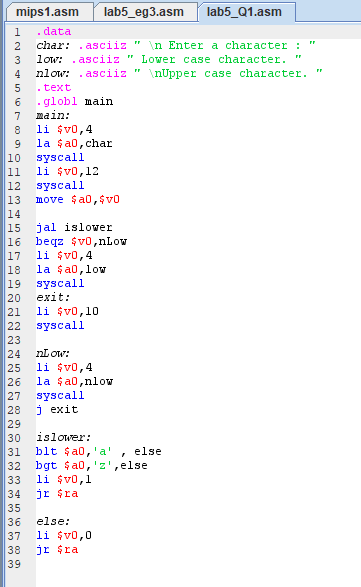 mips1.asm lab5_eg3.asm lab5_Q1.asm
1 .data
2 char: .asciiz " \n Enter a character : "
3 low: .asciiz " Lower case character. "
4 nlow: .asciiz " \nUpper case character. "
5 .text
6 .globl main
7 main:
8 li $v0,4
9 la $a0,char
10 syscall
11 li $v0,12
12 syscall
13 move $a0,$v0
14
15 jal islower
16 beqz $v0,nLow
17 li $v0,4
18 la $a0,low
19 syscall
20 exit:
21 li $v0,10
22 syscall
23
24 nLow:
25 li $v0,4
26 la $a0,nlow
27 syscall
28 j exit
29
30 islower:
31 blt $a0,'a' , else
32 bgt $a0,'z',else
33 li $v0,1
34 jr $ra
35
36 else:
37 li $v0,0
38 jr $ra
39